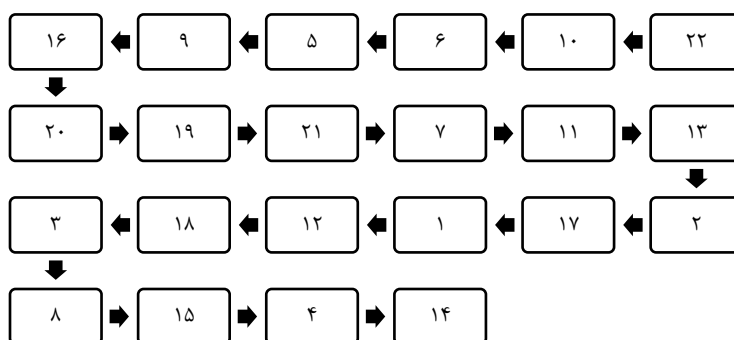 ۲۲ ۱۰ ۶ ۵ ۹ ۱۶
۲۰ ۱۹ ۲۱ ۷ ۱۱ ۱۳
۲ ۱۷ ۱ ۱۲ ۱۸ ۳
۸ ۱۵ ۴ ۱۴